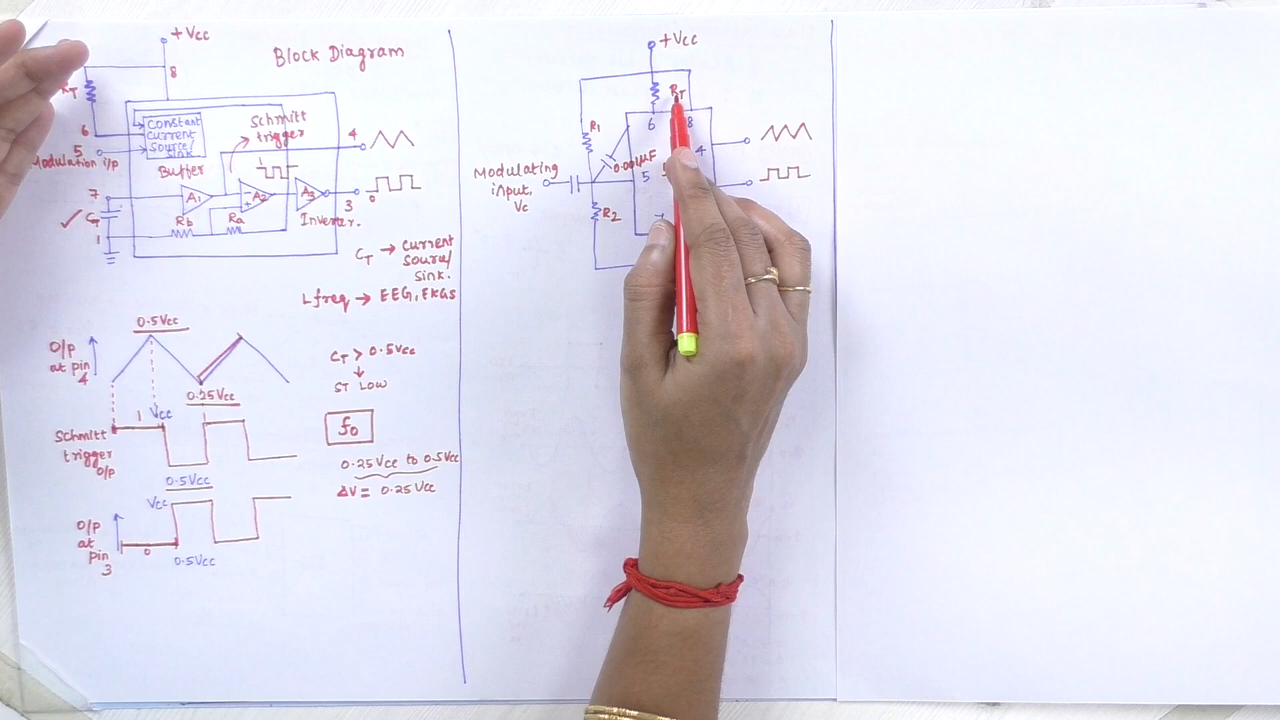 +Vcc
Block Diagram
8
RT
6
Constant
current
source/
sink
Schmitt
trigger
4
5
Modulation i/p
Buffer
1
7
A1
A2
A3
0
3
CT
Rb
Ra
Inverter.
1
CT → Current
source/
sink.
Lfreq → EEG, EKGs
0.5Vcc
O/P
at pin
4
0.25Vcc
CT > 0.5Vcc
↓
ST LOW
1
Vcc
Schmitt
trigger
O/P
fo
0.25Vcc to 0.5Vcc
ΔV = 0.25Vcc
0.5Vcc
Vcc
O/P
at
pin
3
0
0.5Vcc
+Vcc
RT
R1
6
8
0.001μF
4
Modulating
input,
Vc
5
R2